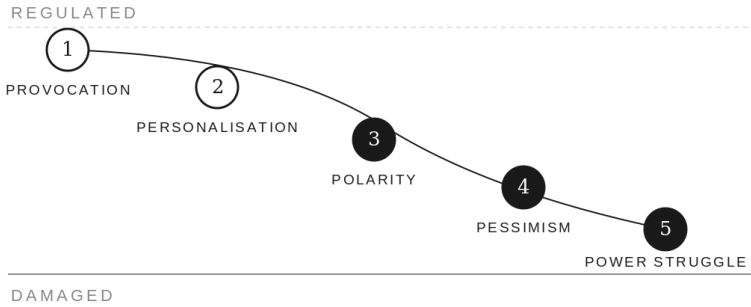 REGULATED
1
PROVOCATION
2
PERSONALISATION
3
POLARITY
4
PESSIMISM
5
POWER STRUGGLE
DAMAGED